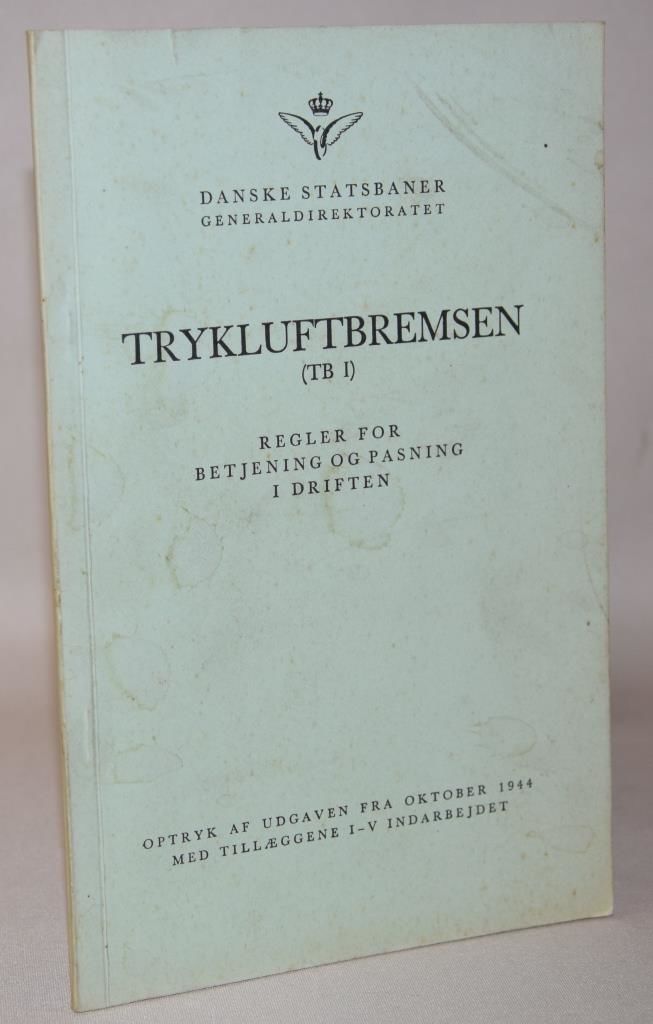 DANSKE STATSBANER
GENERALDIREKTORATET
TRYKLUFTBREMSEN
(TB I)
REGLER FOR
BETJENING OG PASNING
I DRIFTEN
OPTRYK AF UDGAVEN FRA OKTOBER 1944
MED TILLÆGGENE I-V INDARBEJDET